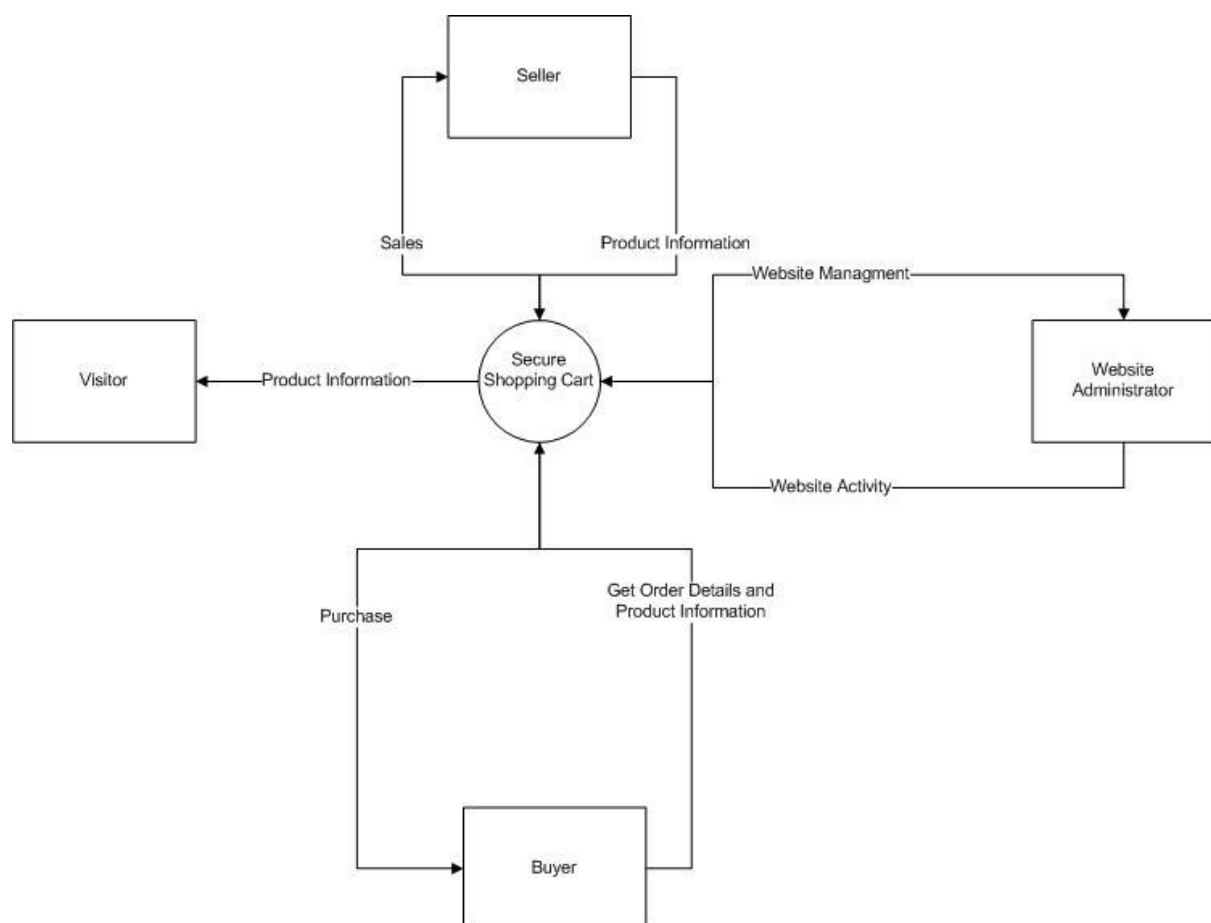 Seller
Sales
Product Information
Website Managment
Visitor
Product Information
Secure
Shopping Cart
Website
Administrator
Website Activity
Purchase
Get Order Details and
Product Information
Buyer